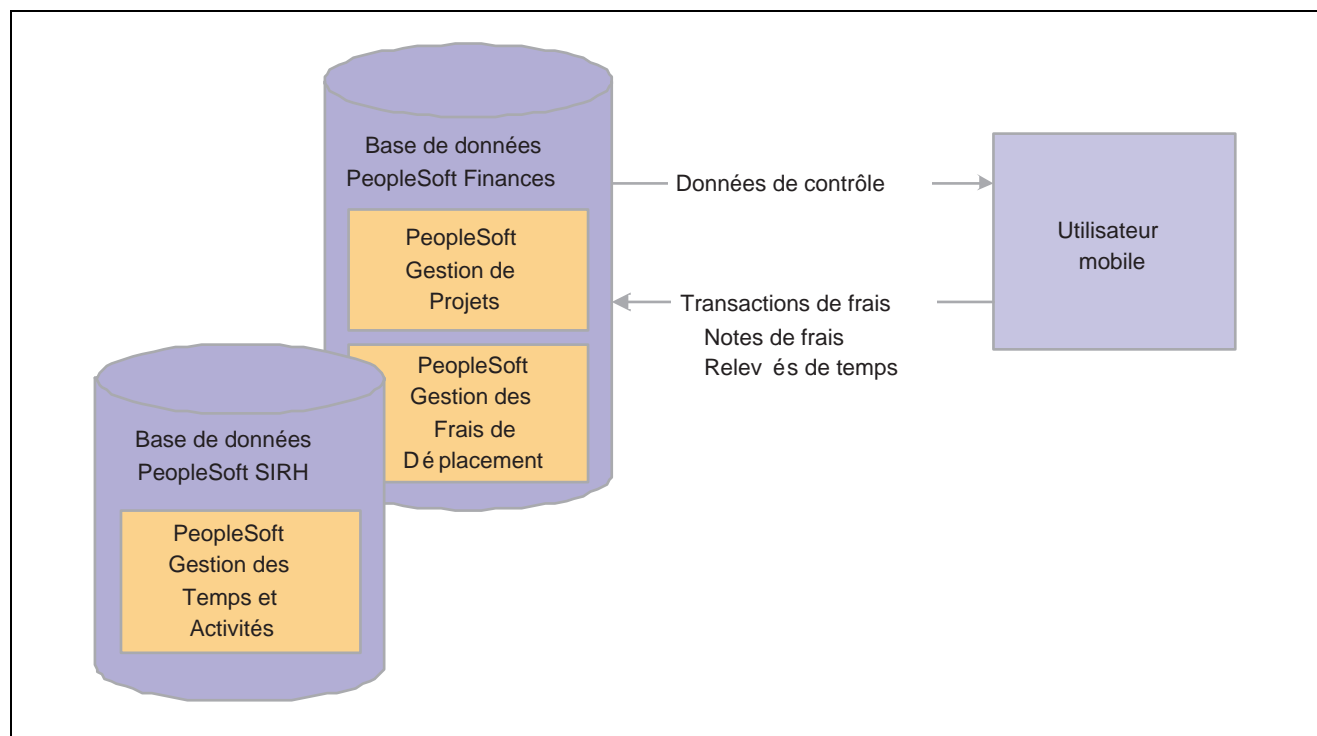 Base de données
PeopleSoft Finances
PeopleSoft
Gestion de
Projets
PeopleSoft
Gestion des
Frais de
Dé placement
Base de données
PeopleSoft SIRH
PeopleSoft
Gestion des
Temps et
Activités
Données de contrôle
Transactions de frais
Notes de frais
Relev és de temps
Utilisateur
mobile